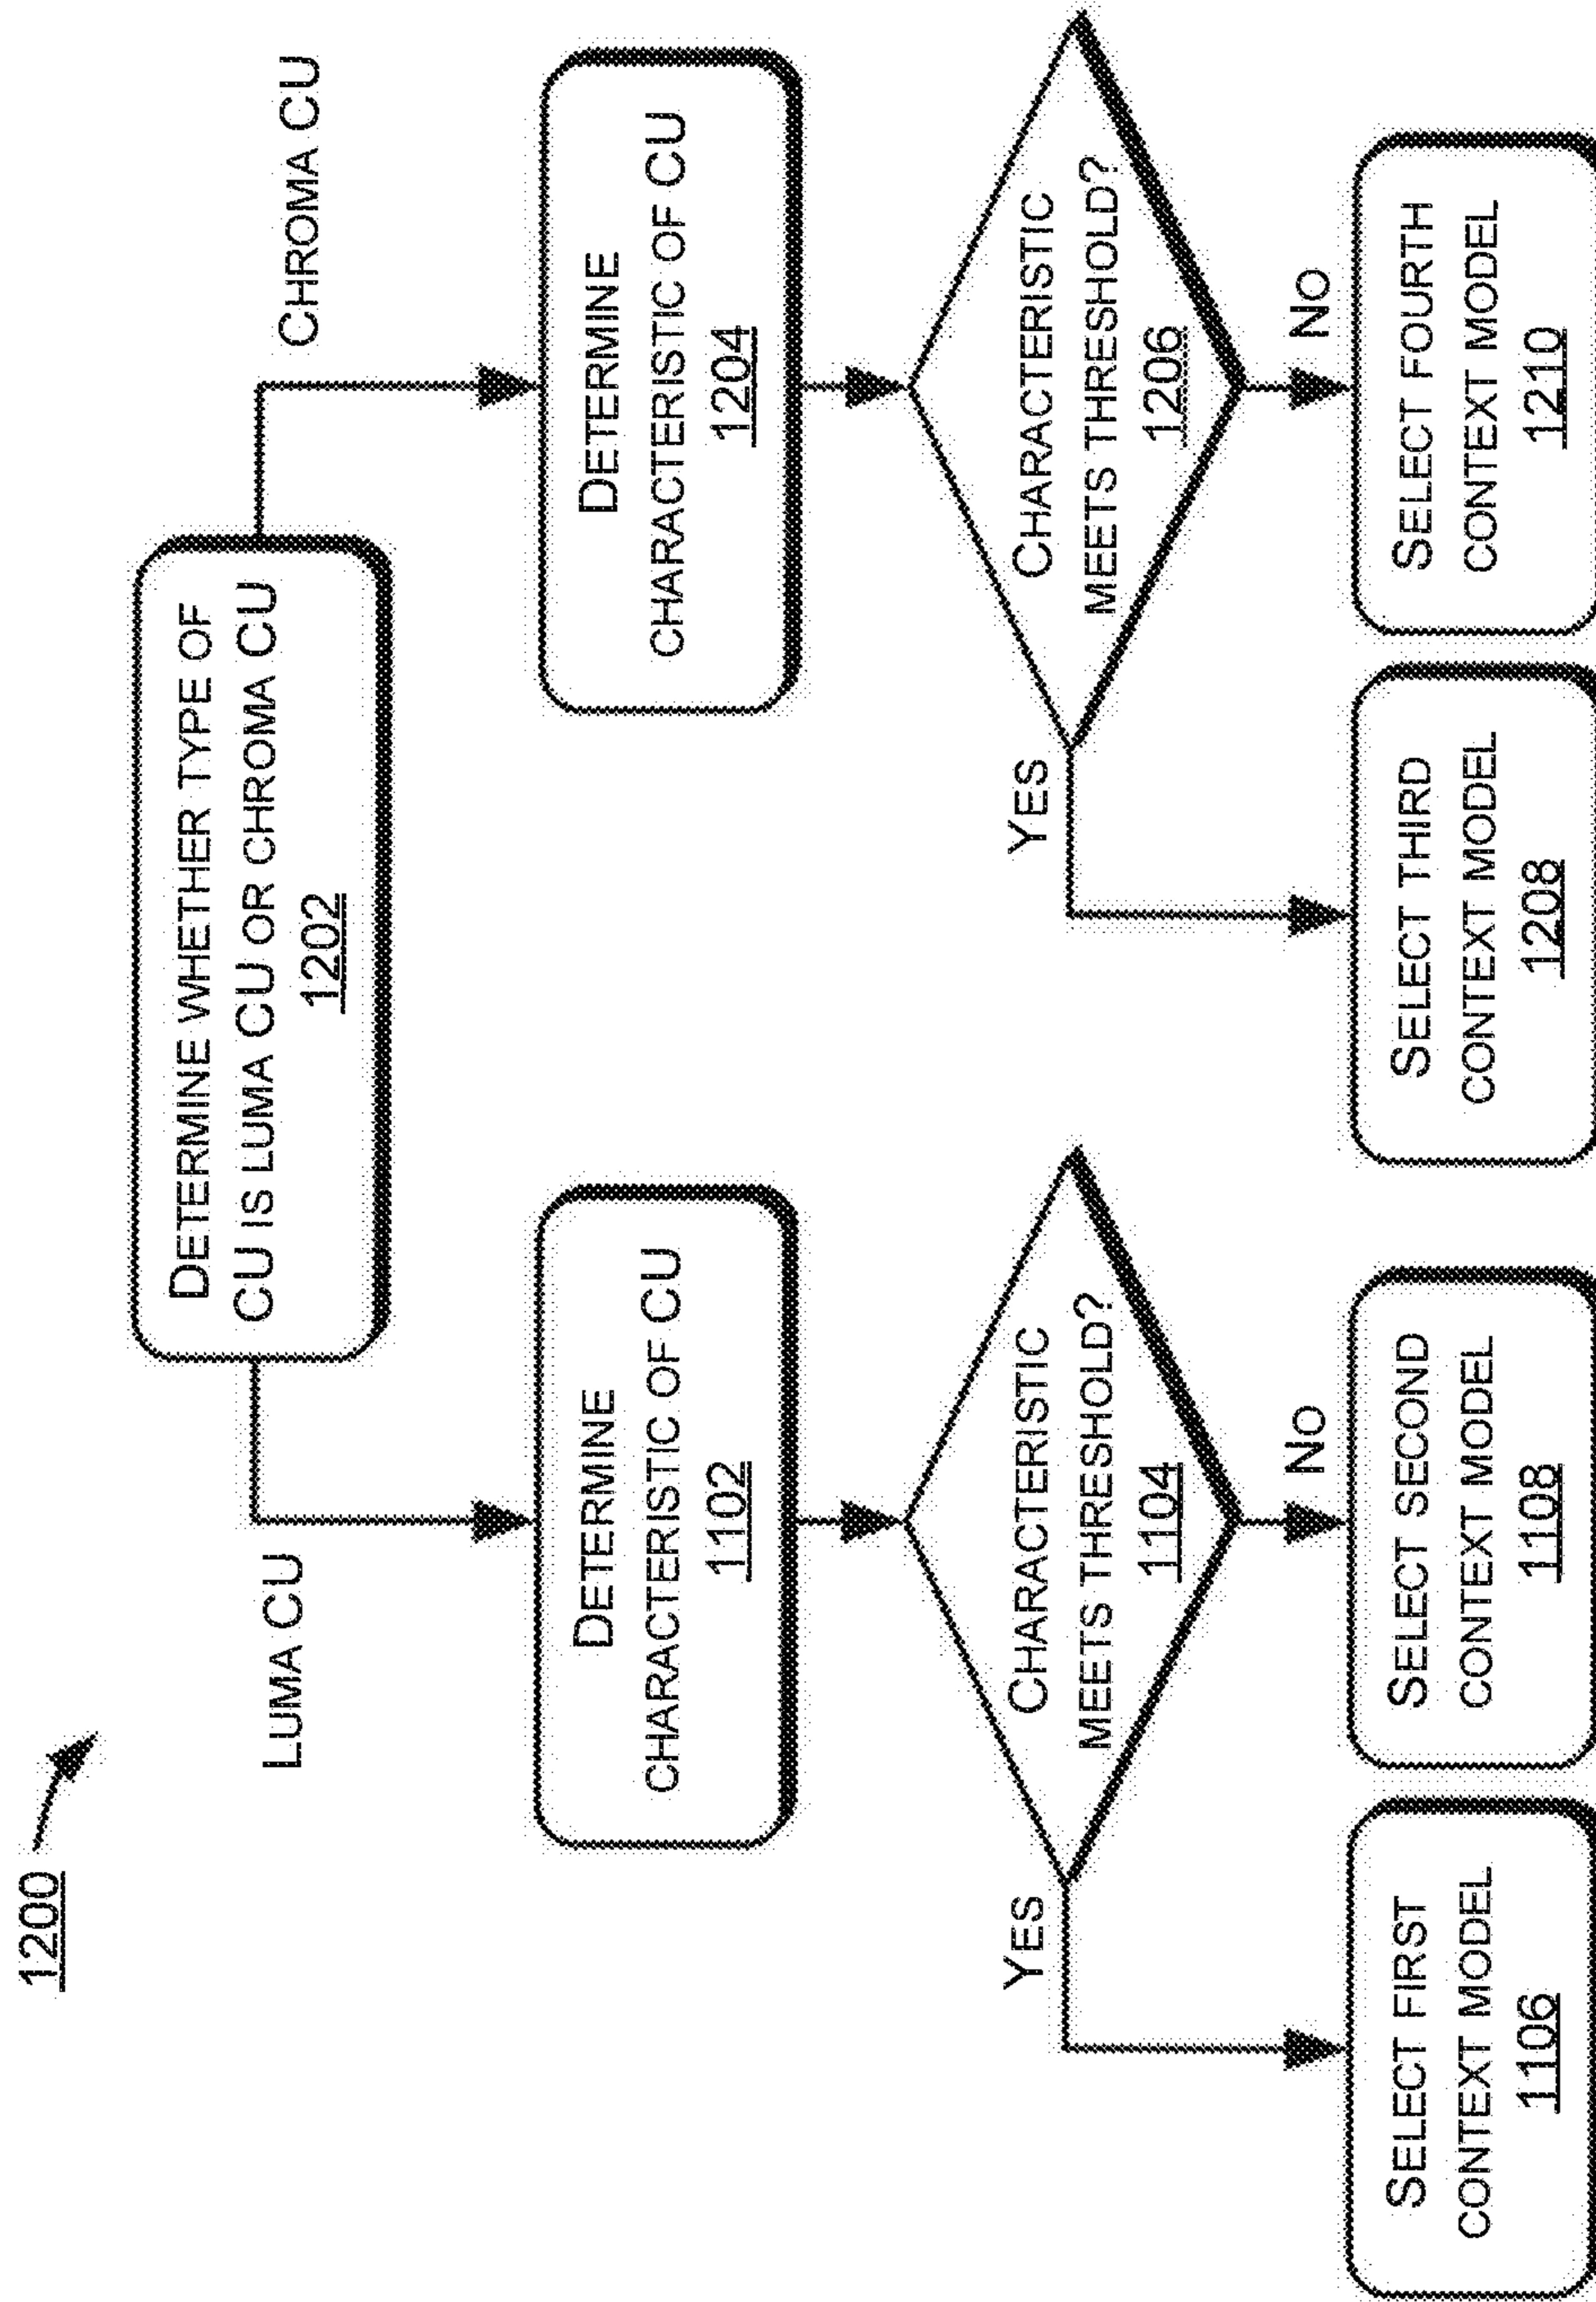 1200
DETERMINE WHETHER TYPE OF
CU IS LUMA CU OR CHROMA CU
1202
LUMA CU
CHROMA CU
DETERMINE
CHARACTERISTIC OF CU
1102
DETERMINE
CHARACTERISTIC OF CU
1204
CHARACTERISTIC
MEETS THRESHOLD?
1104
YES
NO
CHARACTERISTIC
MEETS THRESHOLD?
1206
YES
NO
SELECT FIRST
CONTEXT MODEL
1106
SELECT SECOND
CONTEXT MODEL
1108
SELECT THIRD
CONTEXT MODEL
1208
SELECT FOURTH
CONTEXT MODEL
1210